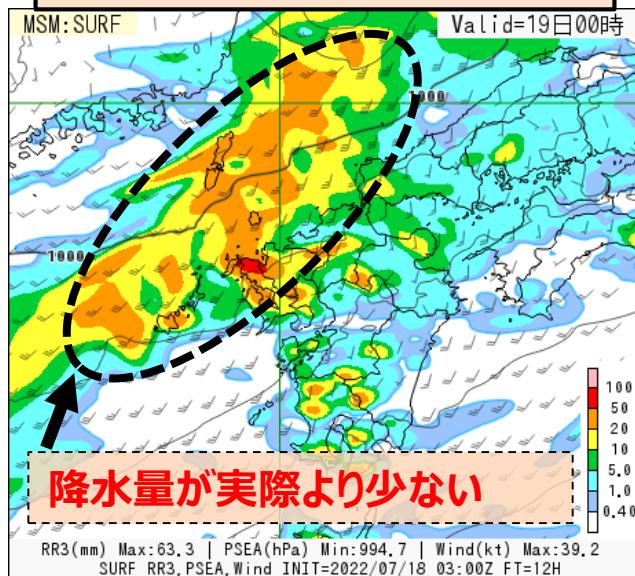 MSM:SURF
Valid=19日00時
1000
1000
100
50
20
10
5.0
1.0
0.40
降水量が実際より少ない
RR3(mm) Max:63.3 | PSEA(hPa) Min:994.7 | Wind(kt) Max:39.2
SURF RR3,PSEA,Wind INIT=2022/07/18 03:00Z FT=12H